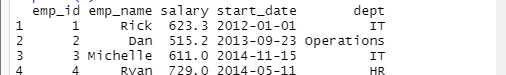 emp_id emp_name salary start_date dept
1 1 Rick 623.3 2012-01-01 IT
2 2 Dan 515.2 2013-09-23 Operations
3 3 Michelle 611.0 2014-11-15 IT
4 4 Ryan 729.0 2014-05-11 HR